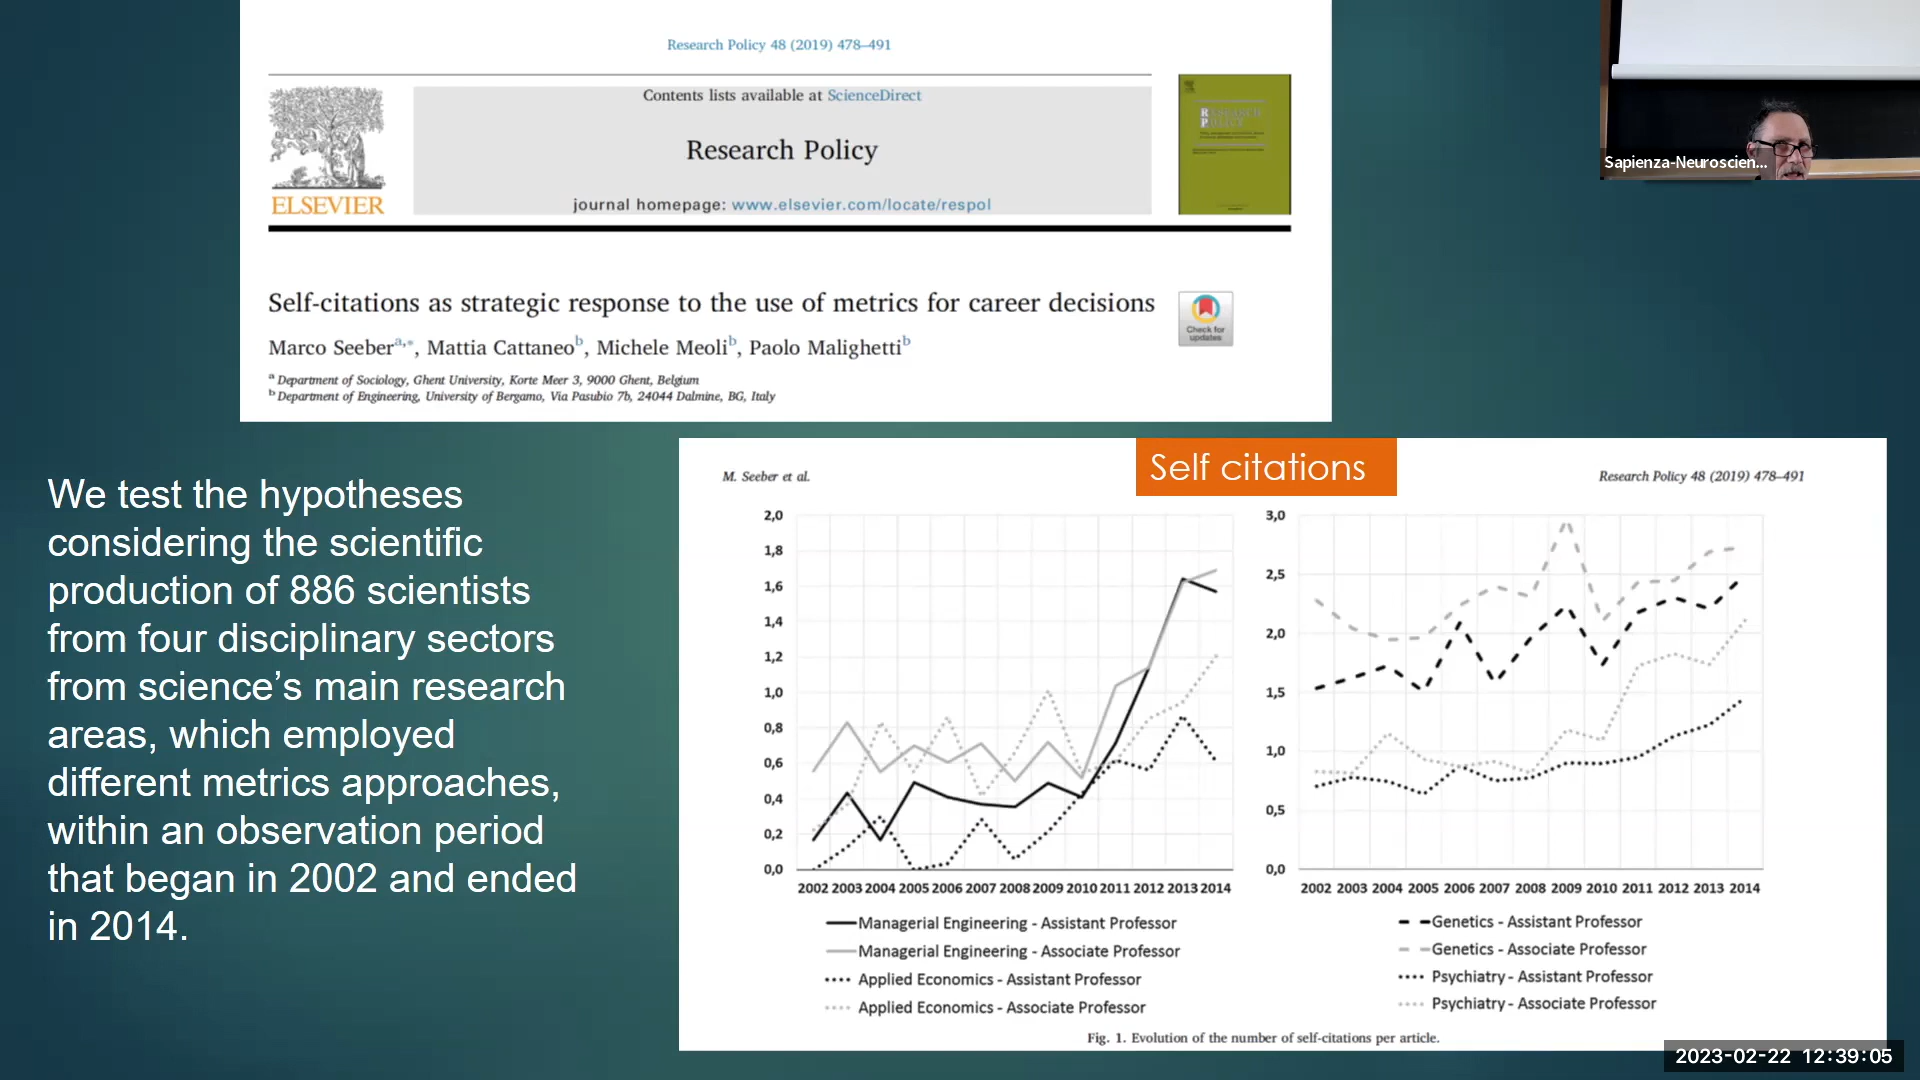 Research Policy 48 (2019) 478–491
Contents lists available at ScienceDirect
Research Policy
journal homepage: www.elsevier.com/locate/respol
ELSEVIER
RESEARCH
POLICY
Self-citations as strategic response to the use of metrics for career decisions
Check for
updates
Marco Seeber a,*, Mattia Cattaneo b, Michele Meoli b, Paolo Malighetti b
a Department of Sociology, Ghent University, Korte Meer 3, 9000 Ghent, Belgium
b Department of Engineering, University of Bergamo, Via Pasubio 7b, 24044 Dalmine, BG, Italy
Sapienza-Neuroscien...
We test the hypotheses
considering the scientific
production of 886 scientists
from four disciplinary sectors
from science’s main research
areas, which employed
different metrics approaches,
within an observation period
that began in 2002 and ended
in 2014.
M. Seeber et al.
Self citations
Research Policy 48 (2019) 478–491
2,0
1,8
1,6
1,4
1,2
1,0
0,8
0,6
0,4
0,2
0,0
2002 2003 2004 2005 2006 2007 2008 2009 2010 2011 2012 2013 2014
Managerial Engineering - Assistant Professor
Managerial Engineering - Associate Professor
Applied Economics - Assistant Professor
Applied Economics - Associate Professor
3,0
2,5
2,0
1,5
1,0
0,5
0,0
2002 2003 2004 2005 2006 2007 2008 2009 2010 2011 2012 2013 2014
Genetics - Assistant Professor
Genetics - Associate Professor
Psychiatry - Assistant Professor
Psychiatry - Associate Professor
Fig. 1. Evolution of the number of self-citations per article.
2023-02-22 12:39:05